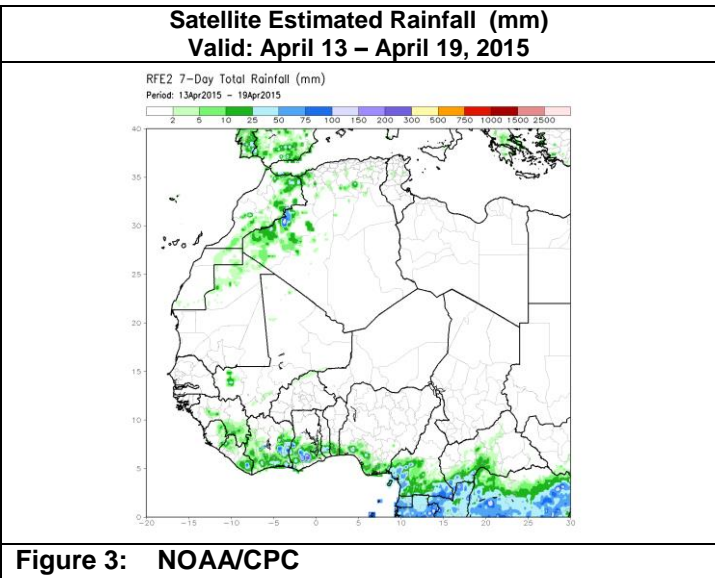 Satellite Estimated Rainfall (mm)
Valid: April 13 – April 19, 2015
RFE2 7–Day Total Rainfall (mm)
Period: 13Apr2015 – 19Apr2015
2 5 10 25 50 75 100 150 200 300 500 750 1000 1500 2500
40
35
30
25
20
15
10
5
0
-20 -15 -10 -5 0 5 10 15 20 25 30
Figure 3: NOAA/CPC